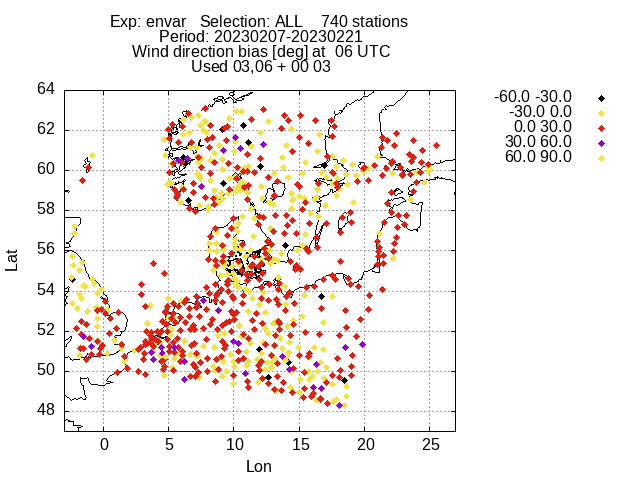 Exp: envar   Selection: ALL    740 stations
Period: 20230207-20230221
Wind direction bias [deg] at  06 UTC
Used 03,06 + 00 03
-60.0 -30.0
-30.0 0.0
0.0 30.0
30.0 60.0
60.0 90.0
64
62
60
58
56
54
52
50
48
Lat
0 5 10 15 20 25
Lon